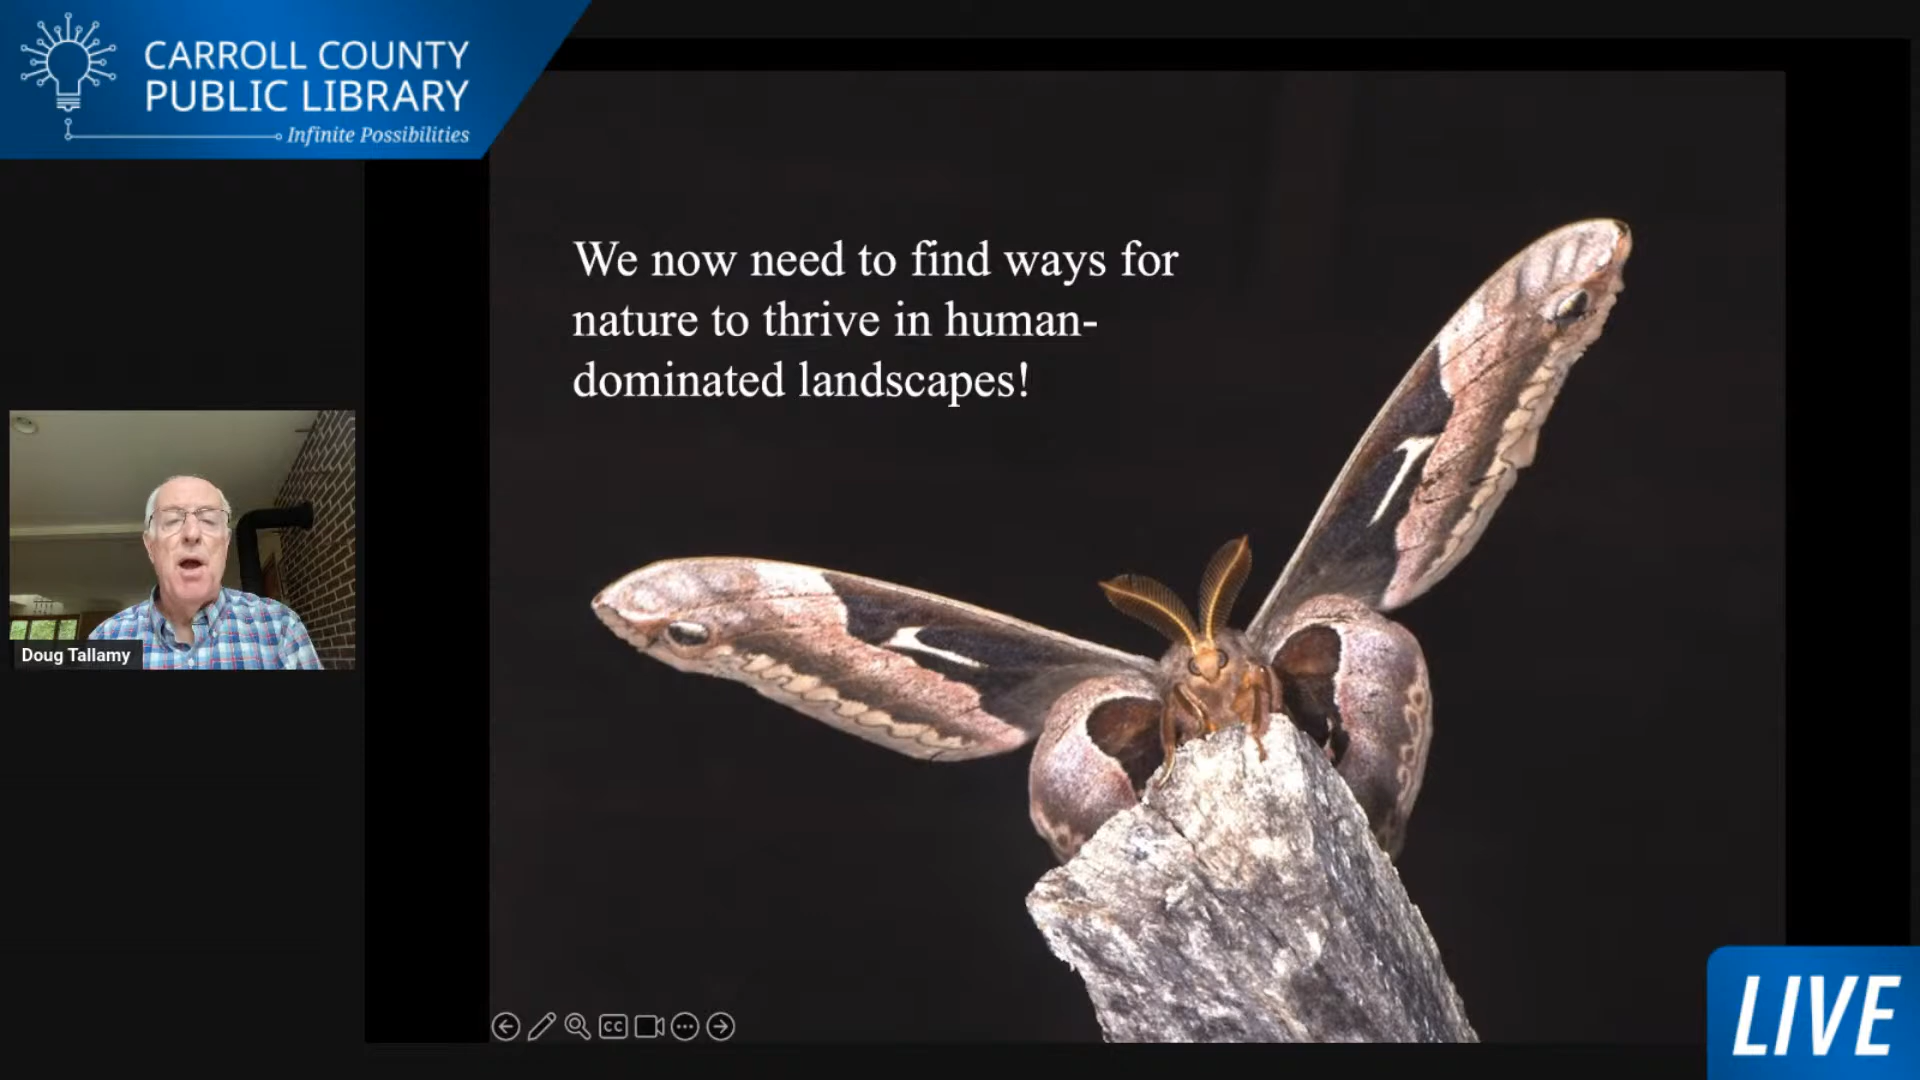 CARROLL COUNTY
PUBLIC LIBRARY
Infinite Possibilities
We now need to find ways for
nature to thrive in human-
dominated landscapes!
Doug Tallamy
CC
LIVE